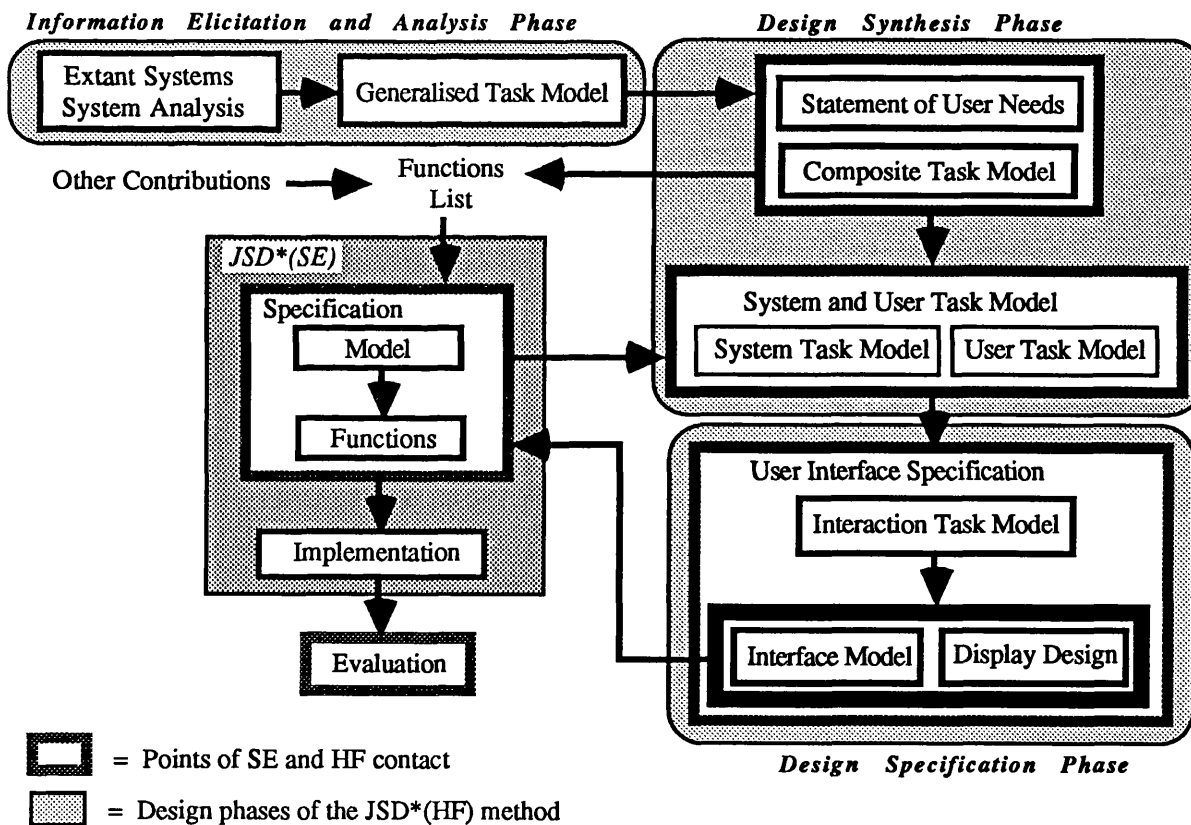 Information Elicitation and Analysis Phase
Design Synthesis Phase
Extant Systems
System Analysis
Generalised Task Model
Statement of User Needs
Composite Task Model
Other Contributions
Functions
List
JSD*(SE)
Specification
Model
Functions
System and User Task Model
System Task Model
User Task Model
Implementation
Evaluation
User Interface Specification
Interaction Task Model
Interface Model
Display Design
Design Specification Phase
= Points of SE and HF contact
= Design phases of the JSD*(HF) method